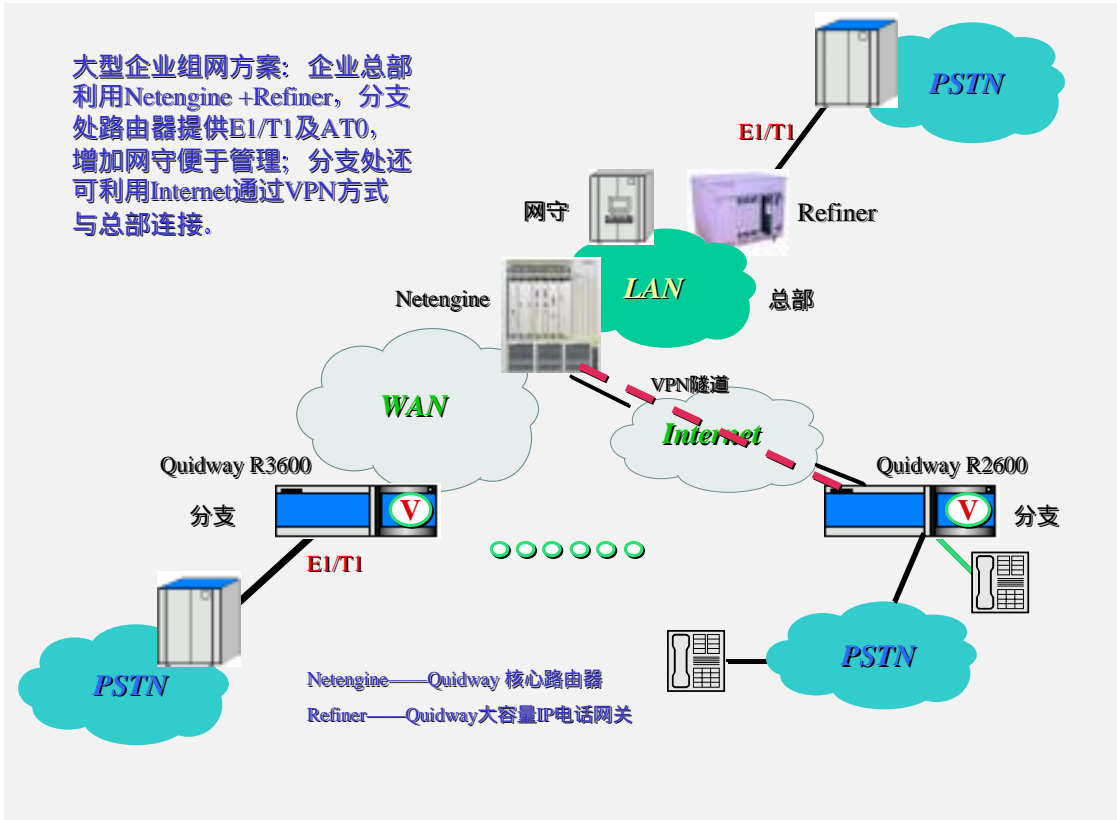 大型企业组网方案；企业总部
利用Netengine +Refiner，分支
处路由器提供E1/T1及AT0，
增加网守便于管理；分支处还
可利用Internet通过VPN方式
与总部连接．
PSTN
E1/T1
网守
Refiner
LAN
Netengine
总部
VPN隧道
WAN
Internet
Quidway R3600
Quidway R2600
分支
V
V
分支
E1/T1
PSTN
PSTN
Netengine——Quidway 核心路由器
Refiner——Quidway大容量IP电话网关